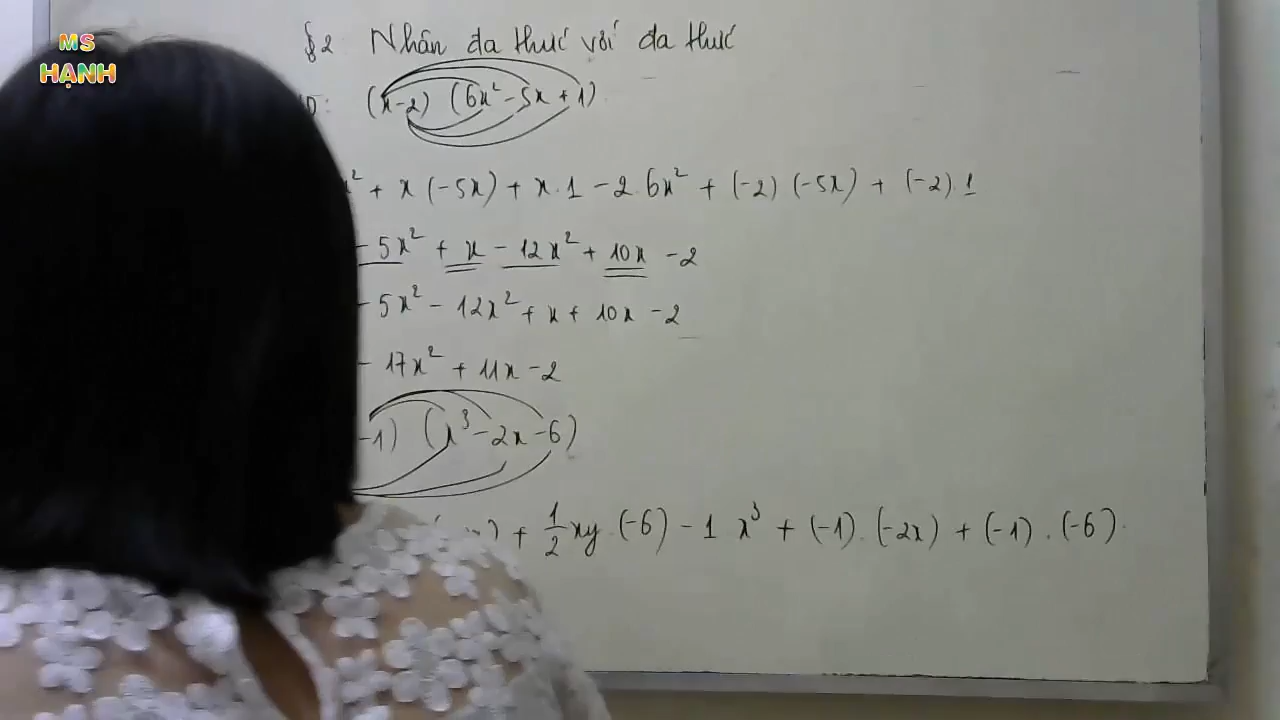 MS
HẠNH
§2 Nhân đa thức với đa thức
(x-2) (6x² - 5x + 1)
+ x (-5x) + x . 1 - 2 . 6x² + (-2) (-5x) + (-2) . 1
- 5x² + x - 12x² + 10x - 2
- 5x² - 12x² + x + 10x - 2
- 17x² + 11x - 2
-1) (x³ - 2x - 6)
) + 1/2 xy . (-6) - 1 x³ + (-1) . (-2x) + (-1) . (-6)